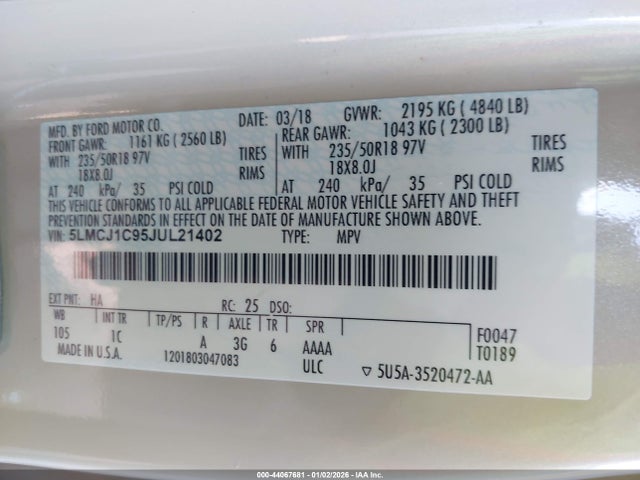 MFD. BY FORD MOTOR CO. DATE: 03/18 GVWR: 2195 KG ( 4840 LB)
FRONT GAWR: 1161 KG ( 2560 LB) REAR GAWR: 1043 KG ( 2300 LB)
WITH 235/50R18 97V TIRES WITH 235/50R18 97V TIRES
18X8.0J RIMS 18X8.0J RIMS
AT 240 kPa/ 35 PSI COLD AT 240 kPa/ 35 PSI COLD
THIS VEHICLE CONFORMS TO ALL APPLICABLE FEDERAL MOTOR VEHICLE SAFETY AND THEFT
PREVENTION STANDARDS IN EFFECT ON THE DATE OF MANUFACTURE SHOWN ABOVE.
VIN: 5LMCJ1C95JUL21402 TYPE: MPV
EXT PNT: HA RC: 25 DSO:
WB INT TR TP/PS R AXLE TR SPR F0047
105 1C A 3G 6 AAAA T0189
MADE IN U.S.A. 1201803047083 ULC ▽ 5U5A-3520472-AA
000-44067681 - 01/02/2026 - IAA Inc.